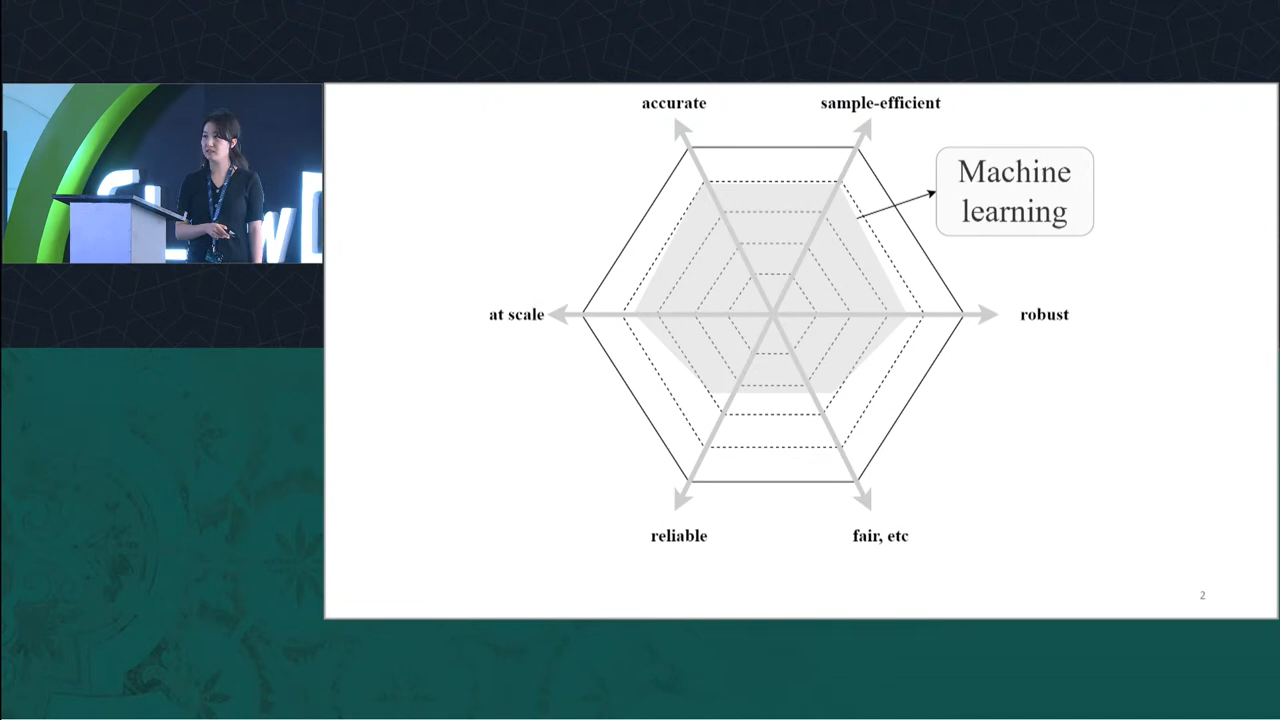 accurate
sample-efficient
Machine
learning
at scale
robust
reliable
fair, etc
2